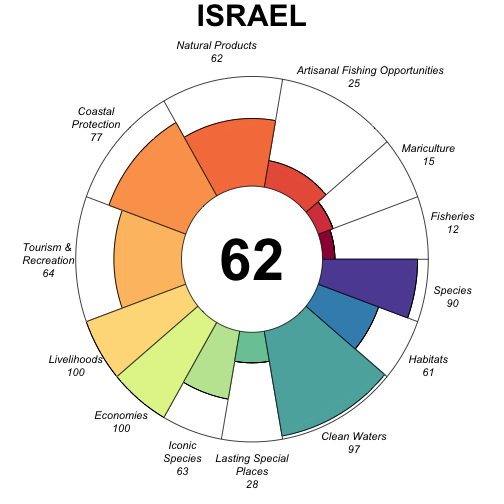 ISRAEL
Natural Products
62
Artisanal Fishing Opportunities
25
Coastal
Protection
77
Mariculture
15
Fisheries
12
Tourism &
Recreation
64
62
Species
90
Livelihoods
100
Habitats
61
Economies
100
Clean Waters
97
Iconic
Species
63
Lasting Special
Places
28